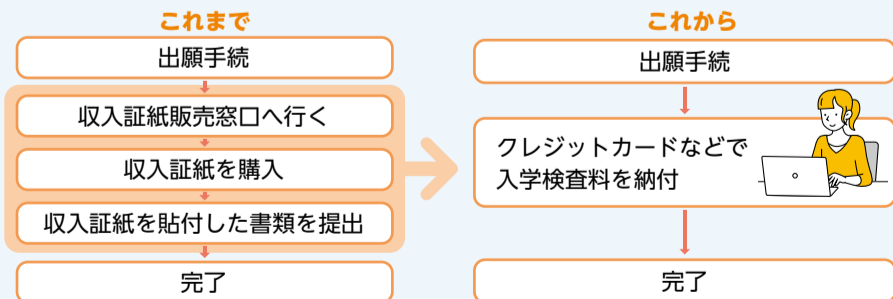 これまで
出願手続
収入証紙販売窓口へ行く
収入証紙を購入
収入証紙を貼付した書類を提出
完了
これから
出願手続
クレジットカードなどで
入学検査料を納付
完了